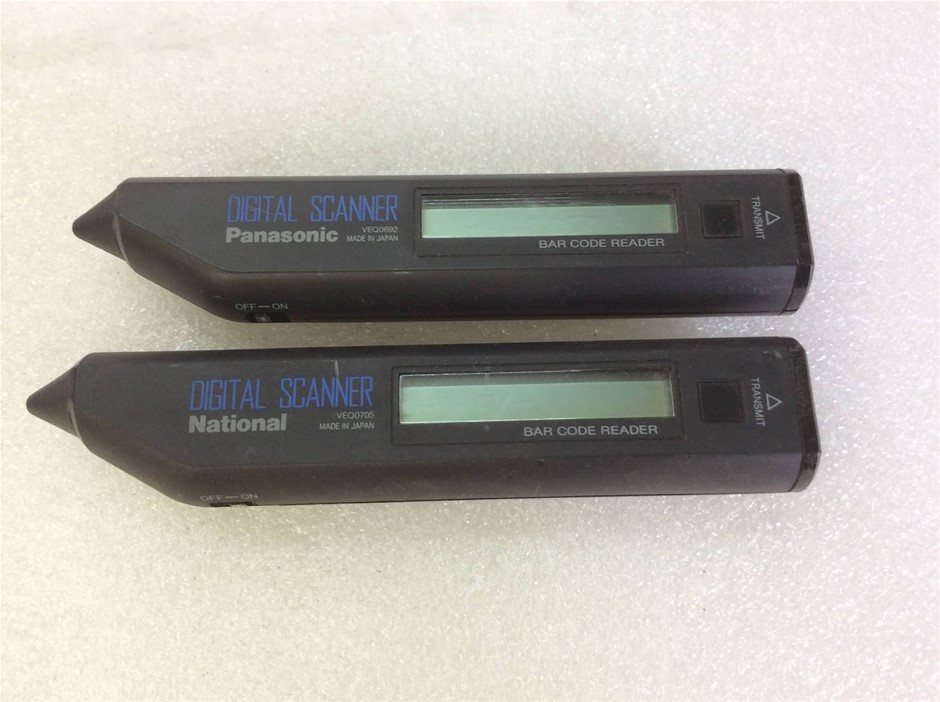 DIGITAL SCANNER
VEQ0692
Panasonic MADE IN JAPAN
BAR CODE READER
TRANSMIT
OFF—ON
DIGITAL SCANNER
VEQ0705
National MADE IN JAPAN
BAR CODE READER
TRANSMIT
OFF—ON